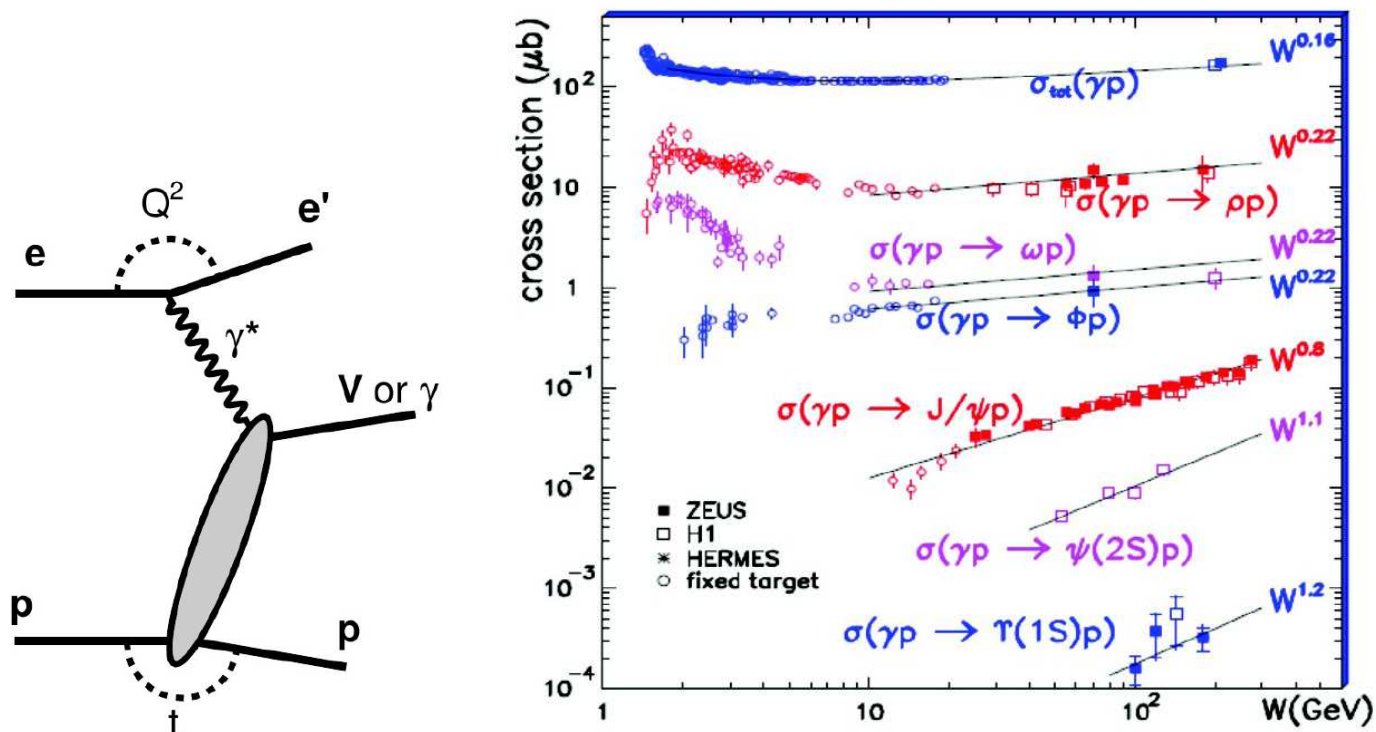 Q²
e
e'
γ*
V or γ
p
p
t
cross section (μb)
10²
10
1
10⁻¹
10⁻²
10⁻³
10⁻⁴
1
10
10²
W(GeV)
σtot(γp)
W^0.16
σ(γp → ρp)
W^0.22
σ(γp → ωp)
W^0.22
σ(γp → Φp)
W^0.22
σ(γp → J/ψp)
W^0.8
σ(γp → ψ(2S)p)
W^1.1
σ(γp → ϒ(1S)p)
W^1.2
ZEUS
H1
HERMES
fixed target